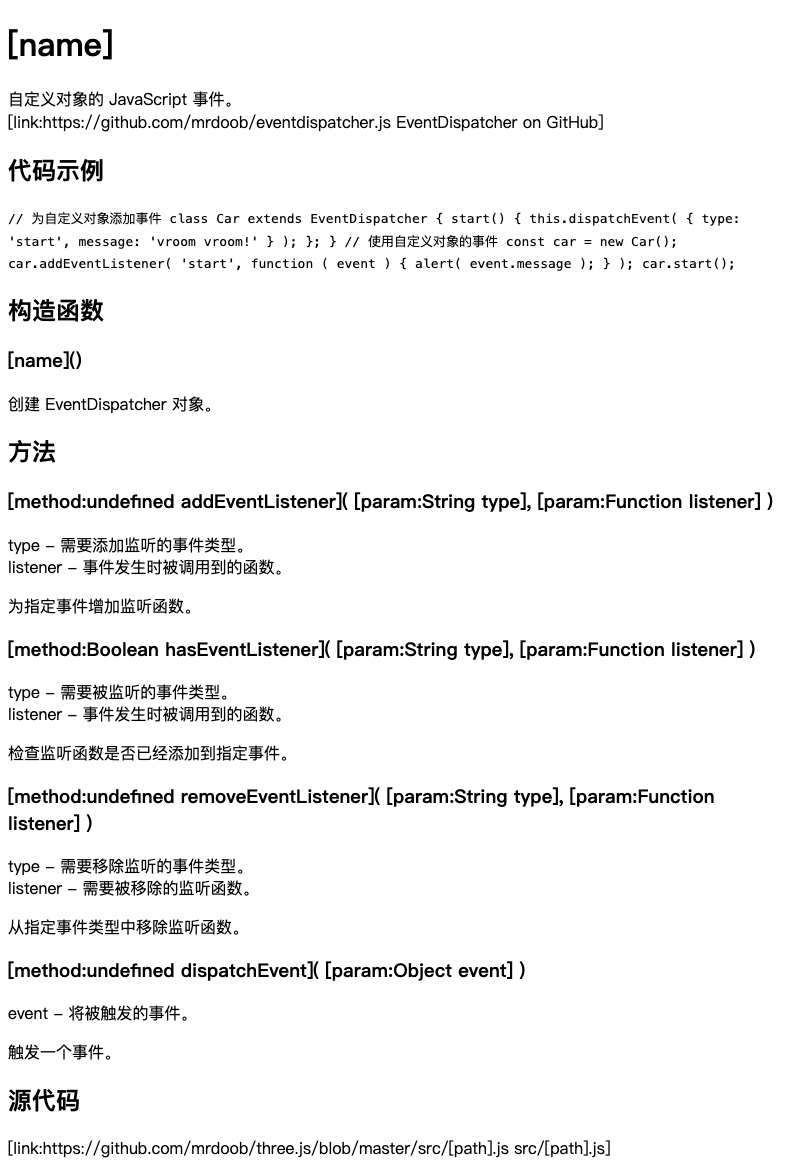 [name]
自定义对象的 JavaScript 事件。
[link:https://github.com/mrdoob/eventdispatcher.js EventDispatcher on GitHub]
代码示例
// 为自定义对象添加事件 class Car extends EventDispatcher { start() { this.dispatchEvent( { type:
'start', message: 'vroom vroom!' } ); }; } // 使用自定义对象的事件 const car = new Car();
car.addEventListener( 'start', function ( event ) { alert( event.message ); } ); car.start();
构造函数
[name]()
创建 EventDispatcher 对象。
方法
[method:undefined addEventListener]( [param:String type], [param:Function listener] )
type – 需要添加监听的事件类型。
listener – 事件发生时被调用到的函数。
为指定事件增加监听函数。
[method:Boolean hasEventListener]( [param:String type], [param:Function listener] )
type – 需要被监听的事件类型。
listener – 事件发生时被调用到的函数。
检查监听函数是否已经添加到指定事件。
[method:undefined removeEventListener]( [param:String type], [param:Function
listener] )
type – 需要移除监听的事件类型。
listener – 需要被移除的监听函数。
从指定事件类型中移除监听函数。
[method:undefined dispatchEvent]( [param:Object event] )
event – 将被触发的事件。
触发一个事件。
源代码
[link:https://github.com/mrdoob/three.js/blob/master/src/[path].js src/[path].js]